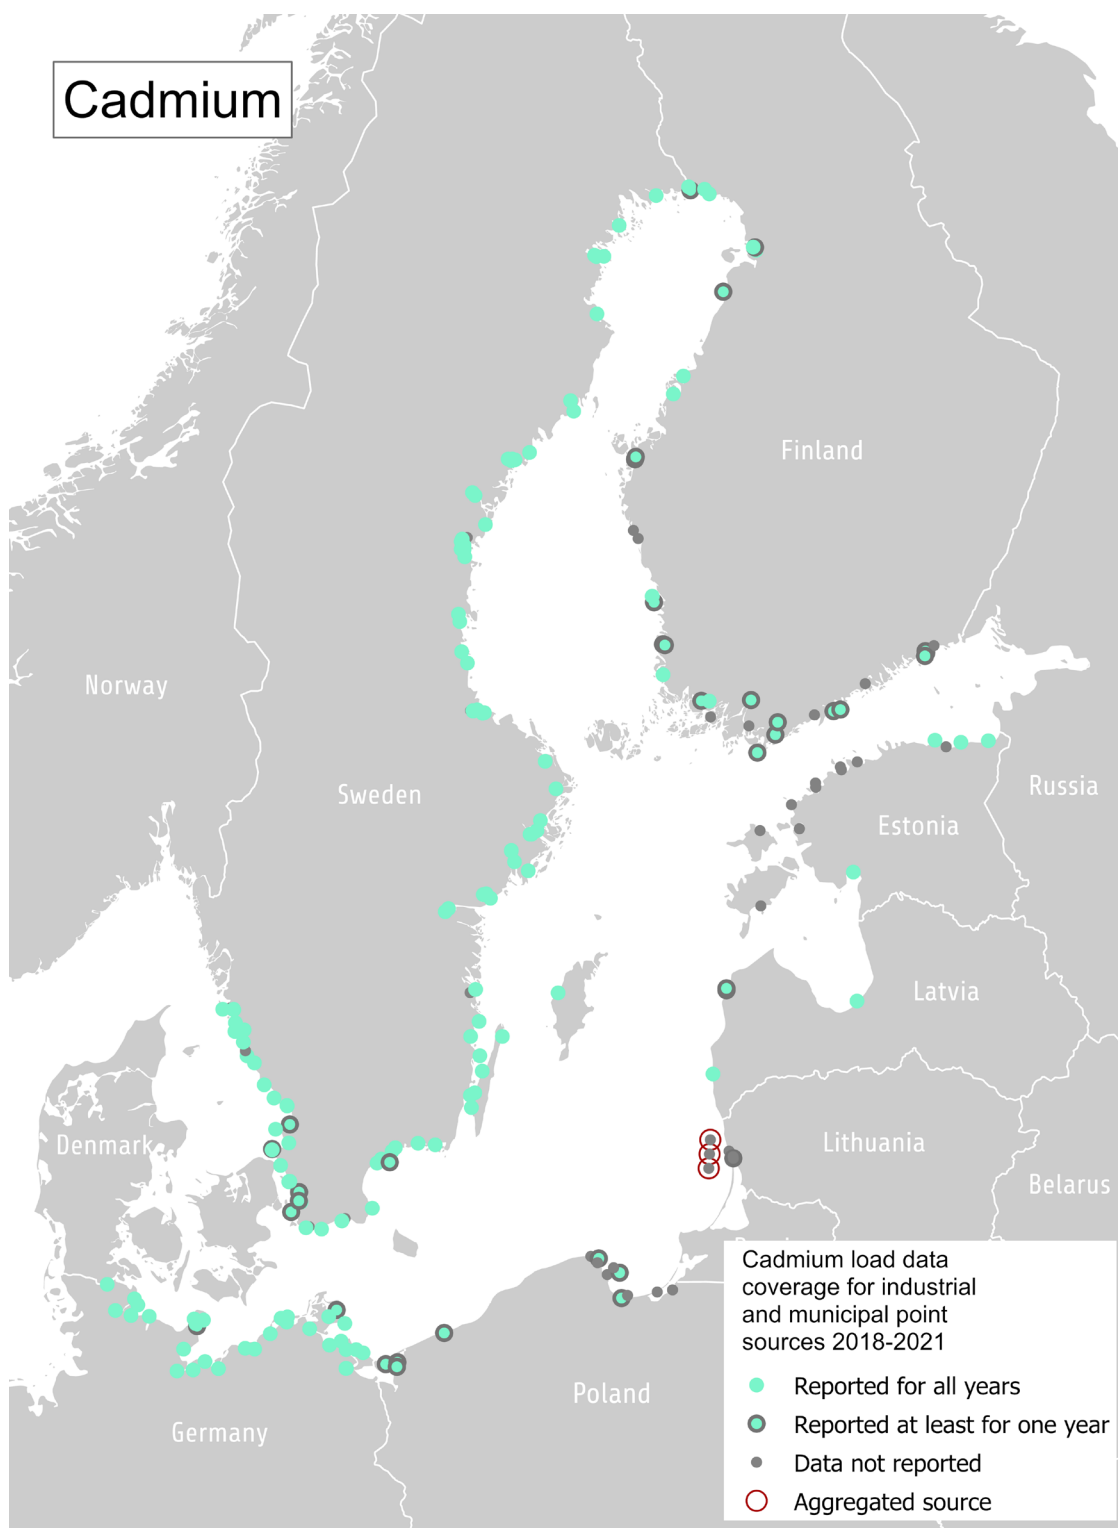 Cadmium
Finland
Norway
Sweden
Russia
Estonia
Latvia
Denmark
Lithuania
Belarus
Poland
Germany
Cadmium load data
coverage for industrial
and municipal point
sources 2018-2021
Reported for all years
Reported at least for one year
Data not reported
Aggregated source